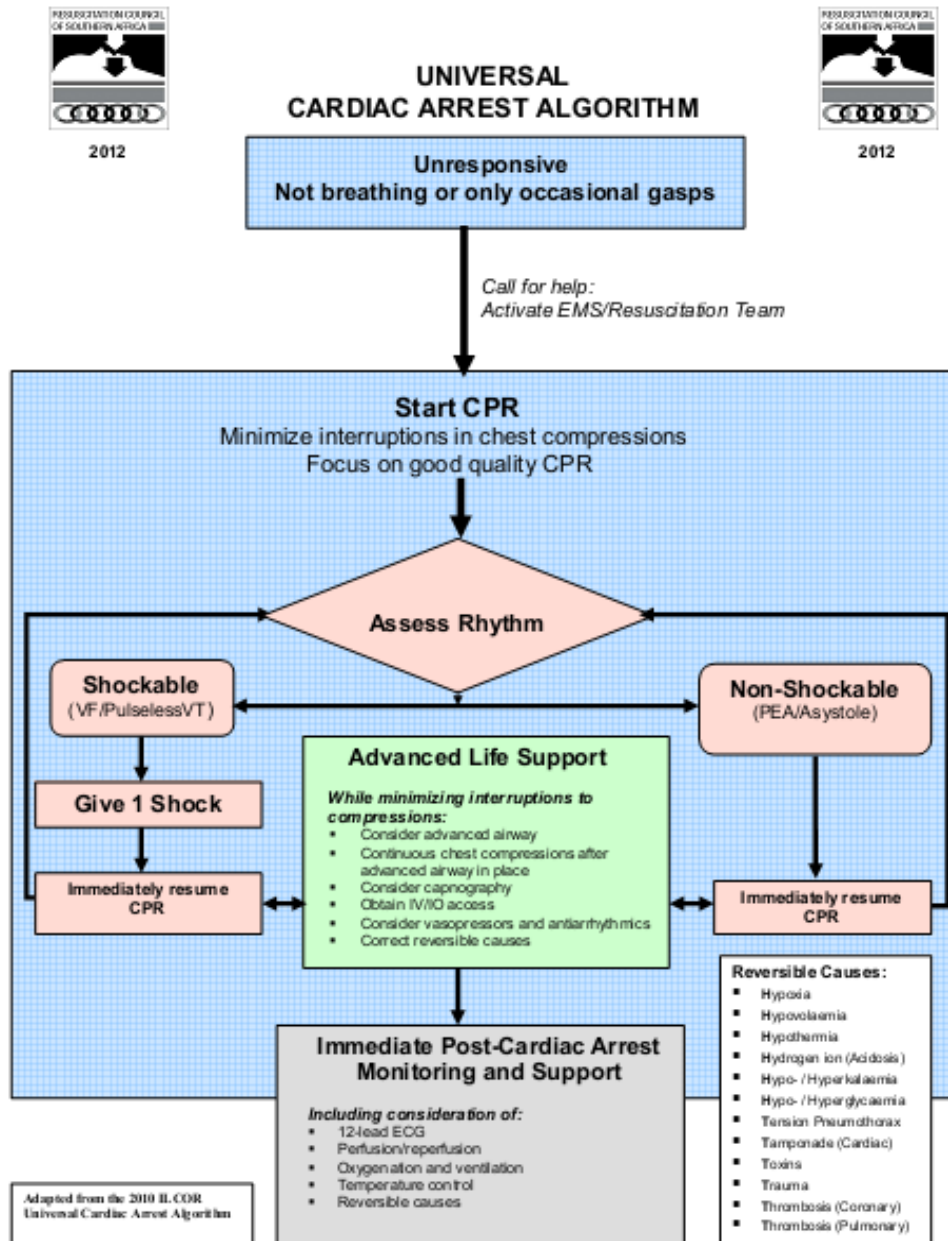 RESUSCITATION COUNCIL
OF SOUTHERN AFRICA
2012
RESUSCITATION COUNCIL
OF SOUTHERN AFRICA
2012
UNIVERSAL
CARDIAC ARREST ALGORITHM
Unresponsive
Not breathing or only occasional gasps
Call for help:
Activate EMS/Resuscitation Team
Start CPR
Minimize interruptions in chest compressions
Focus on good quality CPR
Assess Rhythm
Shockable
(VF/PulselessVT)
Give 1 Shock
Immediately resume
CPR
Non-Shockable
(PEA/Asystole)
Immediately resume
CPR
Advanced Life Support
While minimizing interruptions to
compressions:
▪ Consider advanced airway
▪ Continuous chest compressions after
advanced airway in place
▪ Consider capnography
▪ Obtain IV/IO access
▪ Consider vasopressors and antiarrhythmics
▪ Correct reversible causes
Immediate Post-Cardiac Arrest
Monitoring and Support
Including consideration of:
▪ 12-lead ECG
▪ Perfusion/reperfusion
▪ Oxygenation and ventilation
▪ Temperature control
▪ Reversible causes
Reversible Causes:
▪ Hypoxia
▪ Hypovolaemia
▪ Hypothermia
▪ Hydrogen ion (Acidosis)
▪ Hypo- / Hyperkalaemia
▪ Hypo- / Hyperglycaemia
▪ Tension Pneumothorax
▪ Tamponade (Cardiac)
▪ Toxins
▪ Trauma
▪ Thrombosis (Coronary)
▪ Thrombosis (Pulmonary)
Adapted from the 2010 ILCOR
Universal Cardiac Arrest Algorithm